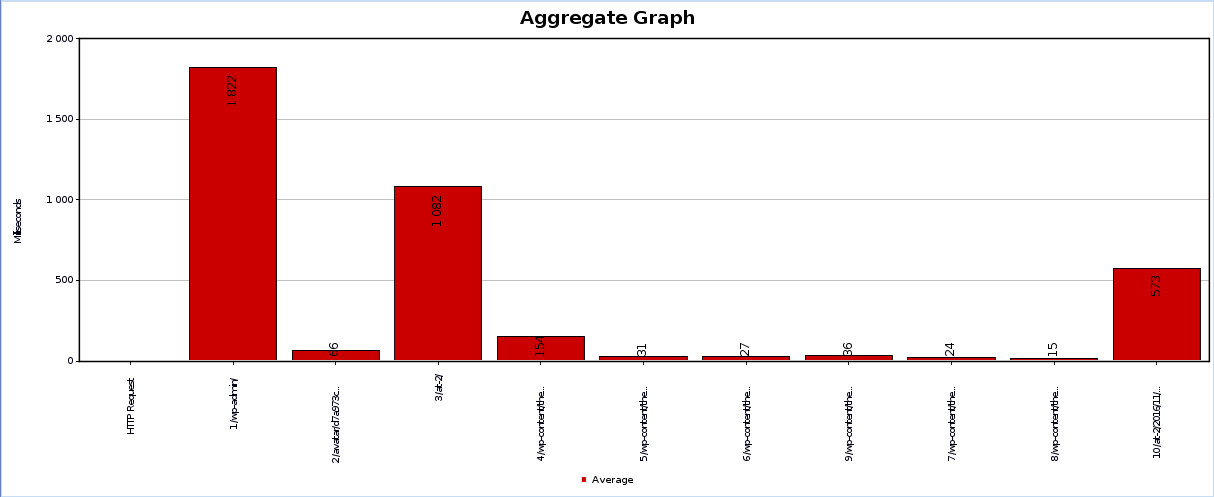 Aggregate Graph
Milliseconds
2 000
1 500
1 000
500
0
1 822
66
1 082
154
31
27
36
24
15
573
HTTP Request
1 /wp-admin/
2 /avatar/d7a973c...
3 /at-2/
4 /wp-content/the...
5 /wp-content/the...
6 /wp-content/the...
9 /wp-content/the...
7 /wp-content/the...
8 /wp-content/the...
10 /at-2/2016/11/...
Average